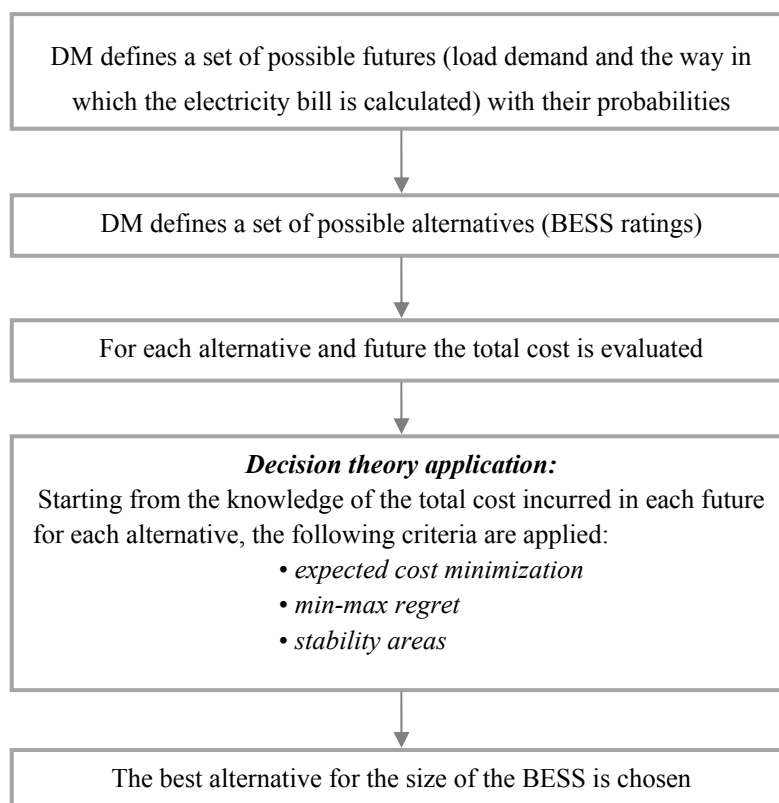 DM defines a set of possible futures (load demand and the way in
which the electricity bill is calculated) with their probabilities
DM defines a set of possible alternatives (BESS ratings)
For each alternative and future the total cost is evaluated
Decision theory application:
Starting from the knowledge of the total cost incurred in each future
for each alternative, the following criteria are applied:
• expected cost minimization
• min-max regret
• stability areas
The best alternative for the size of the BESS is chosen